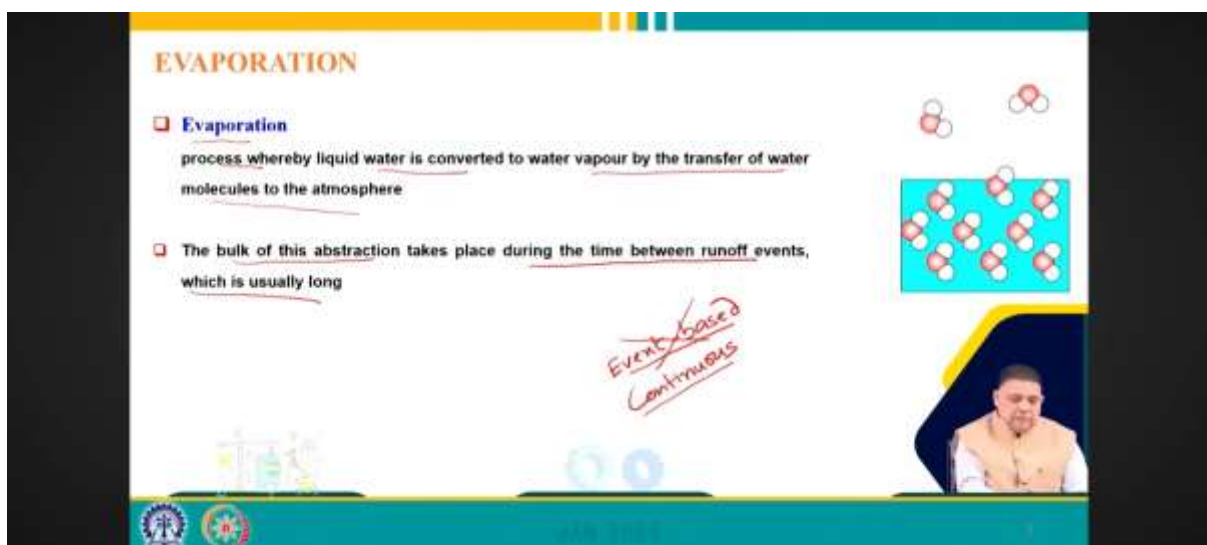 EVAPORATION
Evaporation
process whereby liquid water is converted to water vapour by the transfer of water
molecules to the atmosphere
The bulk of this abstraction takes place during the time between runoff events,
which is usually long
Event based
Continuous